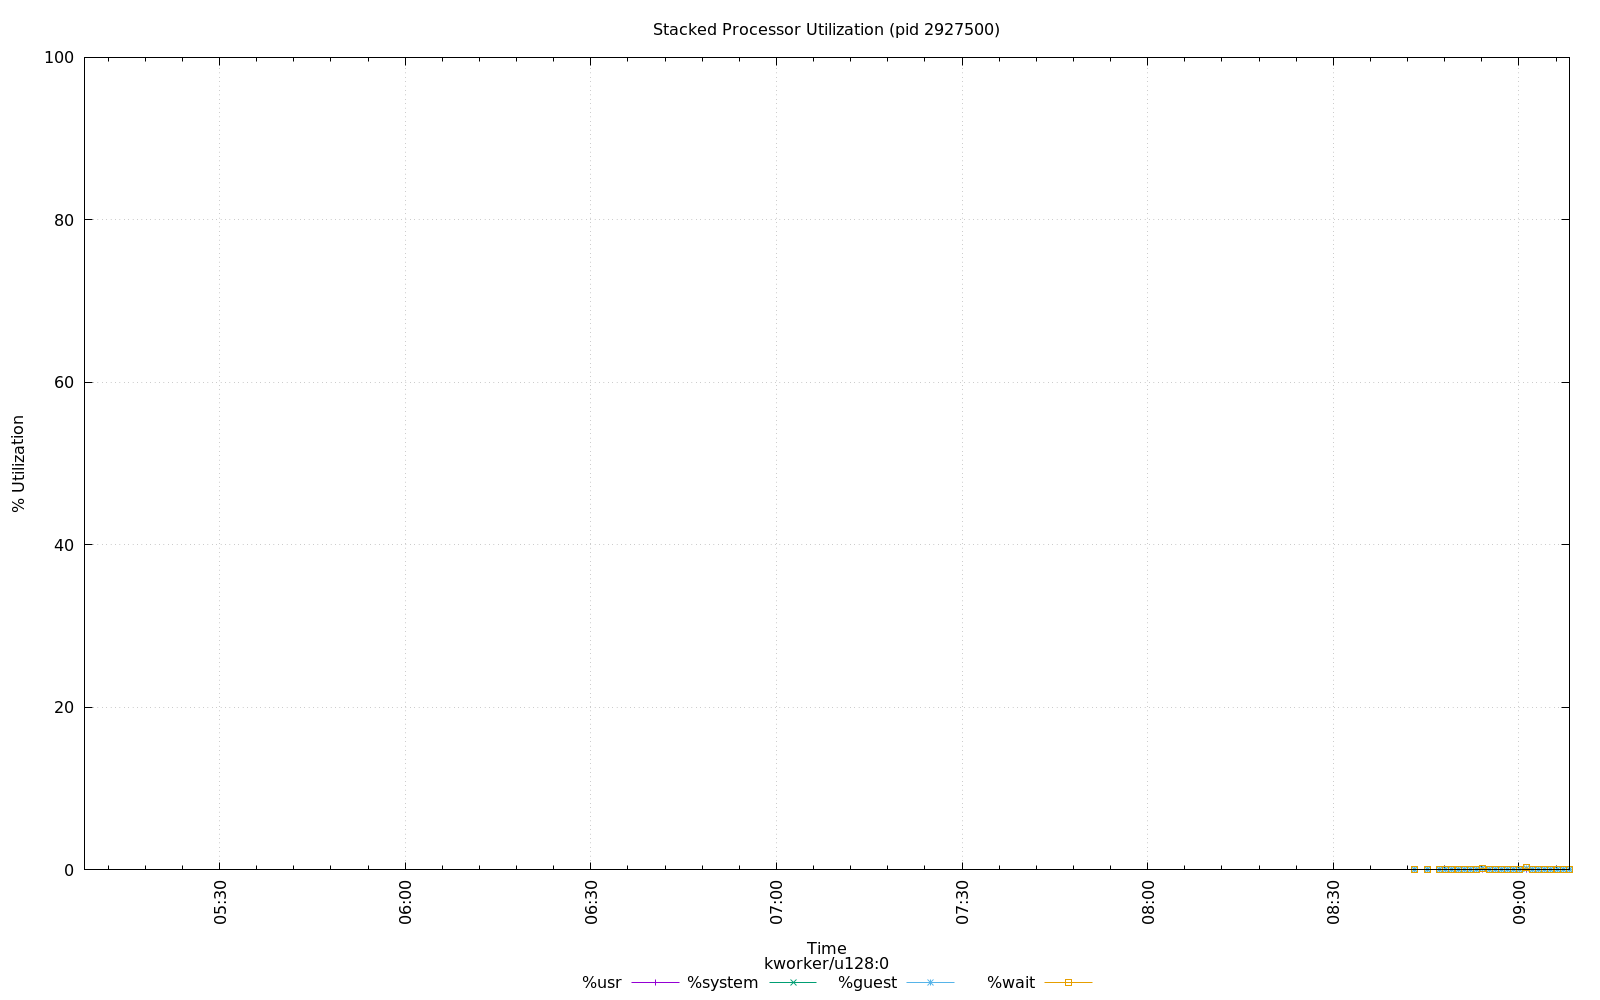 Stacked Processor Utilization (pid 2927500)
100
80
60
40
20
0
% Utilization
05:30 06:00 06:30 07:00 07:30 08:00 08:30 09:00
Time
kworker/u128:0
%usr %system %guest %wait